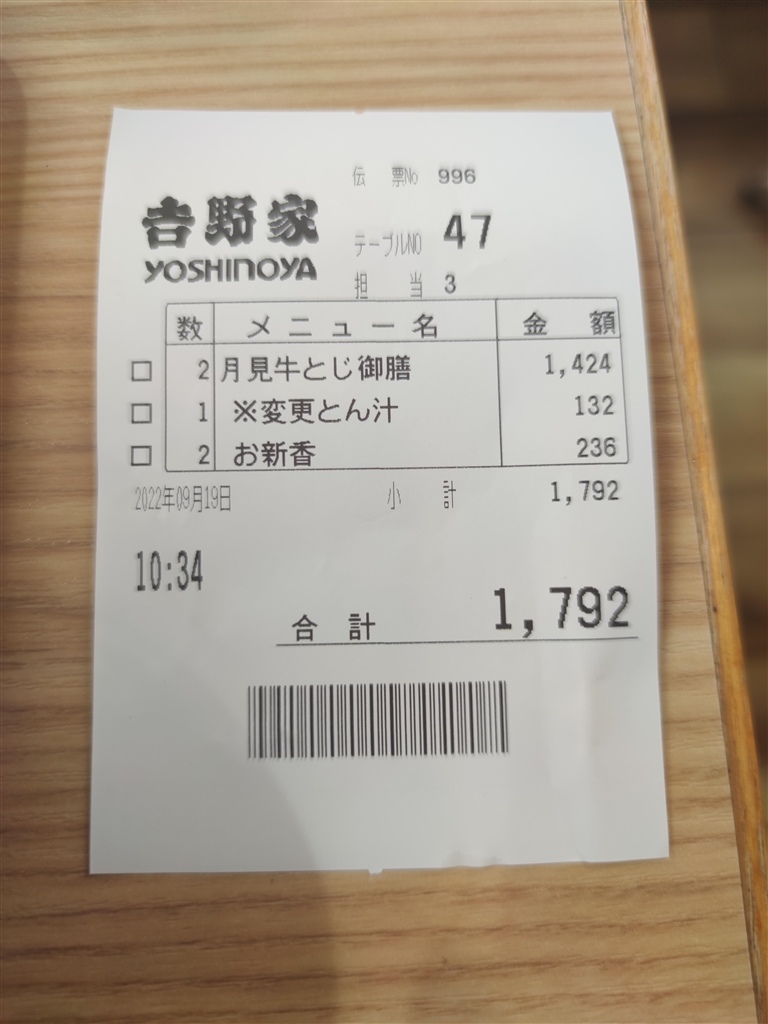 伝票No 996
吉野家
YOSHINOYA
テーブルNO 47
担当 3
数 メニュー名 金額
□ 2 月見牛とじ御膳 1,424
□ 1 ※変更とん汁 132
□ 2 お新香 236
2022年09月19日 小計 1,792
10:34
合計 1,792